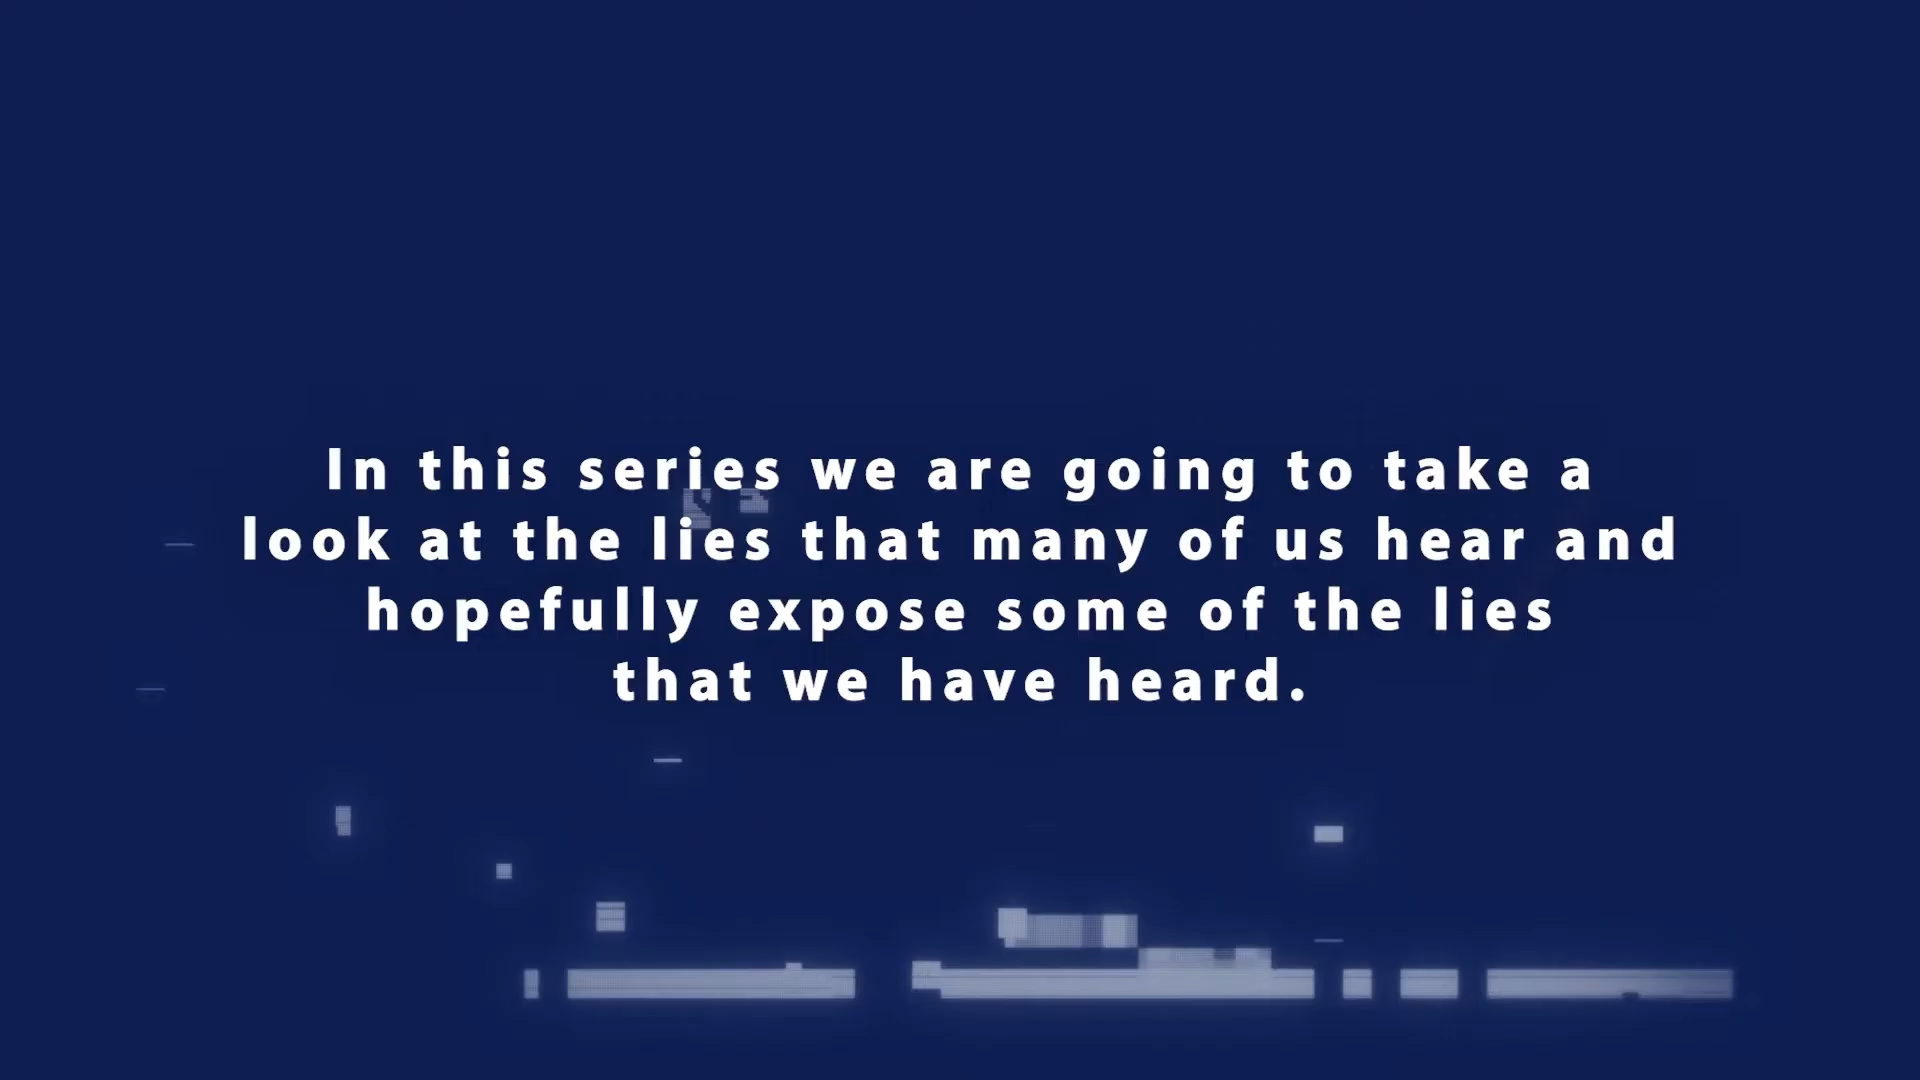 In this series we are going to take a
look at the lies that many of us hear and
hopefully expose some of the lies
that we have heard.